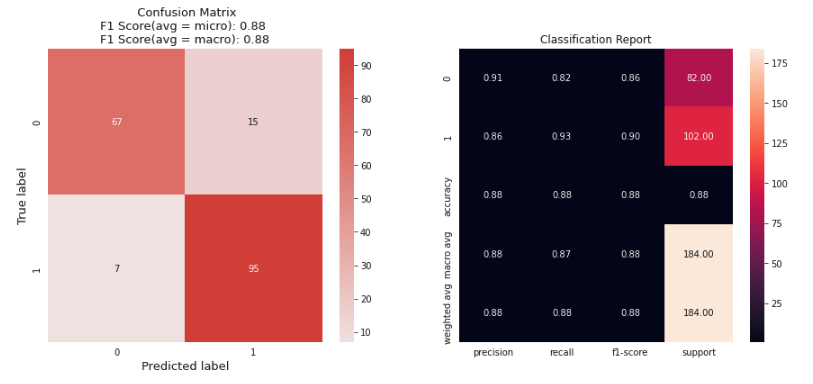 Confusion Matrix
F1 Score(avg = micro): 0.88
F1 Score(avg = macro): 0.88
True label
0
1
67 15
7 95
0 1
Predicted label
90
80
70
60
50
40
30
20
10
Classification Report
0 0.91 0.82 0.86 82.00
1 0.86 0.93 0.90 102.00
accuracy 0.88 0.88 0.88 0.88
macro avg 0.88 0.87 0.88 184.00
weighted avg 0.88 0.88 0.88 184.00
precision recall f1-score support
175
150
125
100
75
50
25